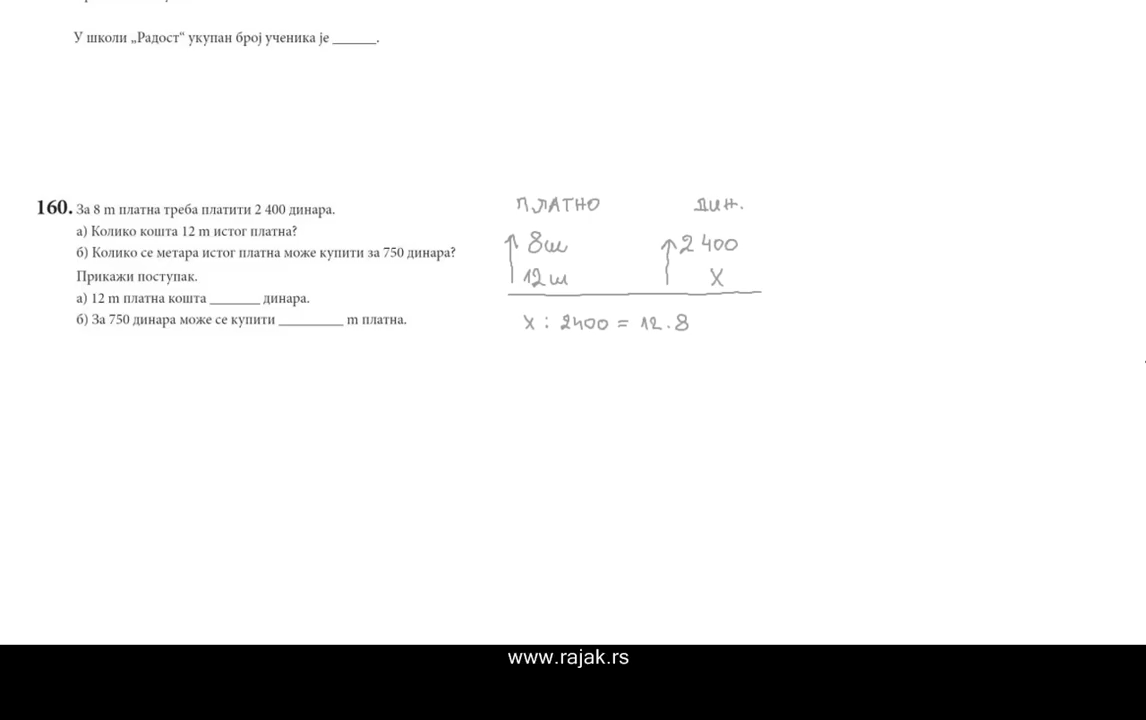 У школи „Радост“ укупан број ученика је ______.
160. За 8 m платна треба платити 2 400 динара.
а) Колико кошта 12 m истог платна?
б) Колико се метара истог платна може купити за 750 динара?
Прикажи поступак.
а) 12 m платна кошта _______ динара.
б) За 750 динара може се купити _________ m платна.
ПЛАТНО ДИН.
8m 2400
12m X
x : 2400 = 12 . 8
www.rajak.rs